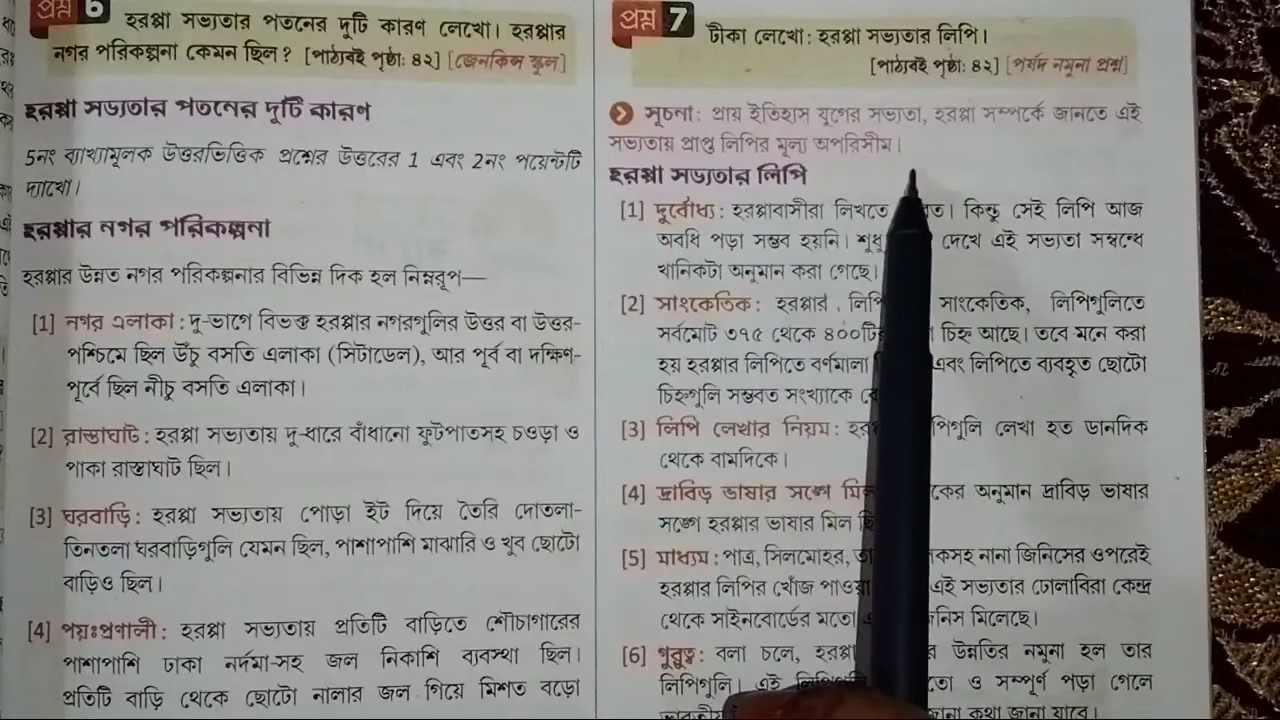 প্রশ্ন 6
হরপ্পা সভ্যতার পতনের দুটি কারণ লেখো। হরপ্পার
নগর পরিকল্পনা কেমন ছিল? [পাঠ্যবই পৃষ্ঠা: ৪২] [জেনকিন্স স্কুল]
হরপ্পা সভ্যতার পতনের দুটি কারণ
5নং ব্যাখ্যামূলক উত্তরভিত্তিক প্রশ্নের উত্তরের 1 এবং 2নং পয়েন্টটি
দ্যাখো।
হরপ্পার নগর পরিকল্পনা
হরপ্পার উন্নত নগর পরিকল্পনার বিভিন্ন দিক হল নিম্নরূপ—
[1] নগর এলাকা : দু-ভাগে বিভক্ত হরপ্পার নগরগুলির উত্তর বা উত্তর-
পশ্চিমে ছিল উঁচু বসতি এলাকা (সিটাডেল), আর পূর্ব বা দক্ষিণ-
পূর্বে ছিল নীচু বসতি এলাকা।
[2] রাস্তাঘাট : হরপ্পা সভ্যতায় দু-ধারে বাঁধানো ফুটপাতসহ চওড়া ও
পাকা রাস্তাঘাট ছিল।
[3] ঘরবাড়ি : হরপ্পা সভ্যতায় পোড়া ইট দিয়ে তৈরি দোতলা-
তিনতলা ঘরবাড়িগুলি যেমন ছিল, পাশাপাশি মাঝারি ও খুব ছোটো
বাড়িও ছিল।
[4] পয়ঃপ্রণালী : হরপ্পা সভ্যতায় প্রতিটি বাড়িতে শৌচাগারের
পাশাপাশি ঢাকা নর্দমা-সহ জল নিকাশি ব্যবস্থা ছিল।
প্রতিটি বাড়ি থেকে ছোটো নালার জল গিয়ে মিশত বড়ো
প্রশ্ন 7
টীকা লেখো : হরপ্পা সভ্যতার লিপি।
[পাঠ্যবই পৃষ্ঠা: ৪২] [পর্ষদ নমুনা প্রশ্ন]
সূচনা : প্রায় ইতিহাস যুগের সভ্যতা, হরপ্পা সম্পর্কে জানতে এই
সভ্যতায় প্রাপ্ত লিপির মূল্য অপরিসীম।
হরপ্পা সভ্যতার লিপি
[1] দুর্বোধ্য : হরপ্পাবাসীরা লিখতে কিন্তু সেই লিপি আজ
অবধি পড়া সম্ভব হয়নি। শুধু দেখে এই সভ্যতা সম্বন্ধে
খানিকটা অনুমান করা গেছে।
[2] সাংকেতিক : হরপ্পার সাংকেতিক, লিপিগুলিতে
সর্বমোট ৩৭৫ থেকে ৪০০টির চিহ্ন আছে। তবে মনে করা
হয় হরপ্পার লিপিতে বর্ণমালা এবং লিপিতে ব্যবহৃত ছোটো
চিহ্নগুলি সম্ভবত সংখ্যাকে
[3] লিপি লেখার নিয়ম : লেখা হত ডানদিক
থেকে বামদিকে।
[4] দ্রাবিড় ভাষার সঙ্গে অনুমান দ্রাবিড় ভাষার
সঙ্গে হরপ্পার ভাষার মিল
[5] মাধ্যম : পাত্র, সিলমোহর, নানা জিনিসের ওপরেই
হরপ্পার লিপির খোঁজ এই সভ্যতার ঢোলাবিরা কেন্দ্র
থেকে সাইনবোর্ডের মতো মিলেছে।
[6] গুরুত্ব : বলা চলে, উন্নতির নমুনা হল তার
লিপিগুলি। এই ও সম্পূর্ণ পড়া গেলে
কথা জানা যাবে।